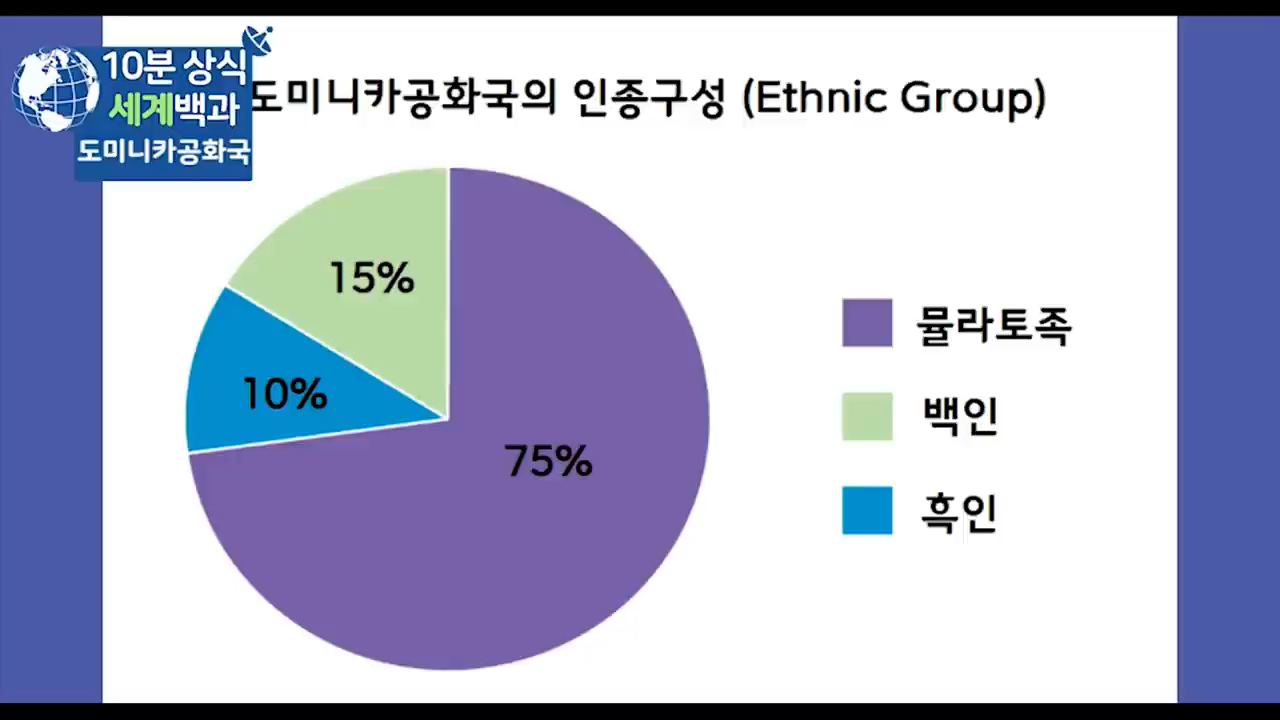 10분 상식
세계백과
도미니카공화국
도미니카공화국의 인종구성 (Ethnic Group)
15%
10%
75%
뮬라토족
백인
흑인